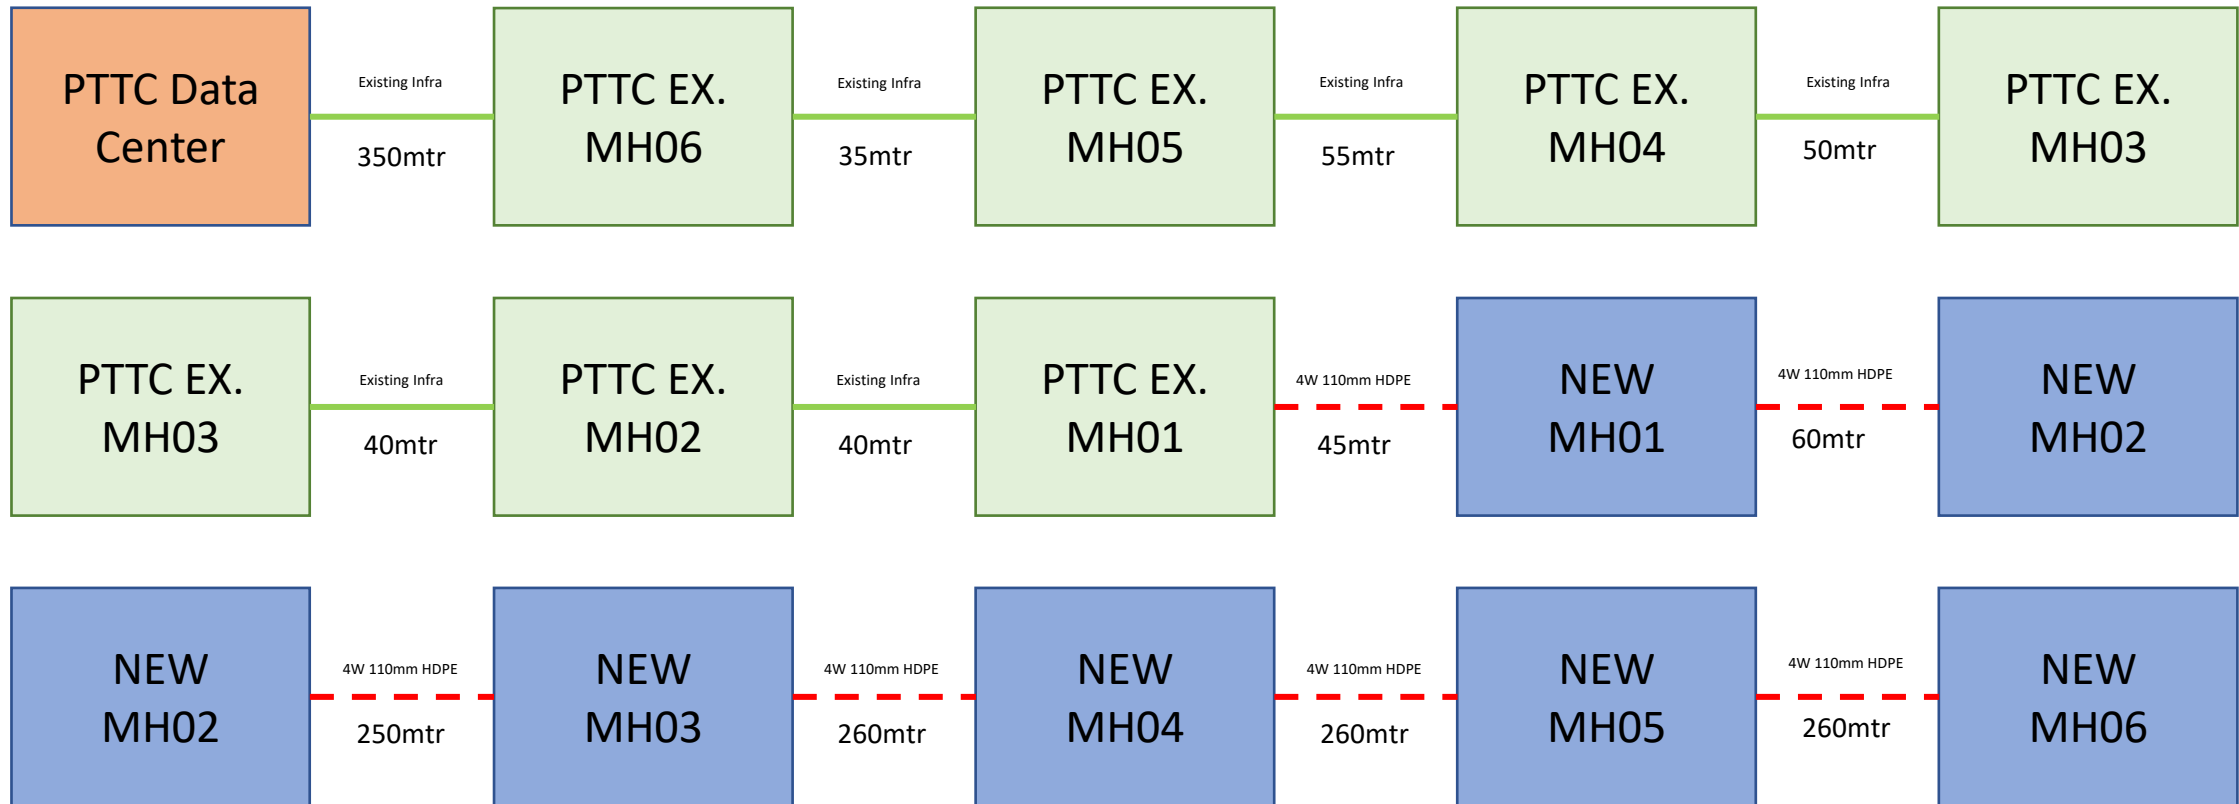 PTTC Data
Center
Existing Infra
350mtr
PTTC EX.
MH06
Existing Infra
35mtr
PTTC EX.
MH05
Existing Infra
55mtr
PTTC EX.
MH04
Existing Infra
50mtr
PTTC EX.
MH03
PTTC EX.
MH03
Existing Infra
40mtr
PTTC EX.
MH02
Existing Infra
40mtr
PTTC EX.
MH01
4W 110mm HDPE
45mtr
NEW
MH01
4W 110mm HDPE
60mtr
NEW
MH02
NEW
MH02
4W 110mm HDPE
250mtr
NEW
MH03
4W 110mm HDPE
260mtr
NEW
MH04
4W 110mm HDPE
260mtr
NEW
MH05
4W 110mm HDPE
260mtr
NEW
MH06